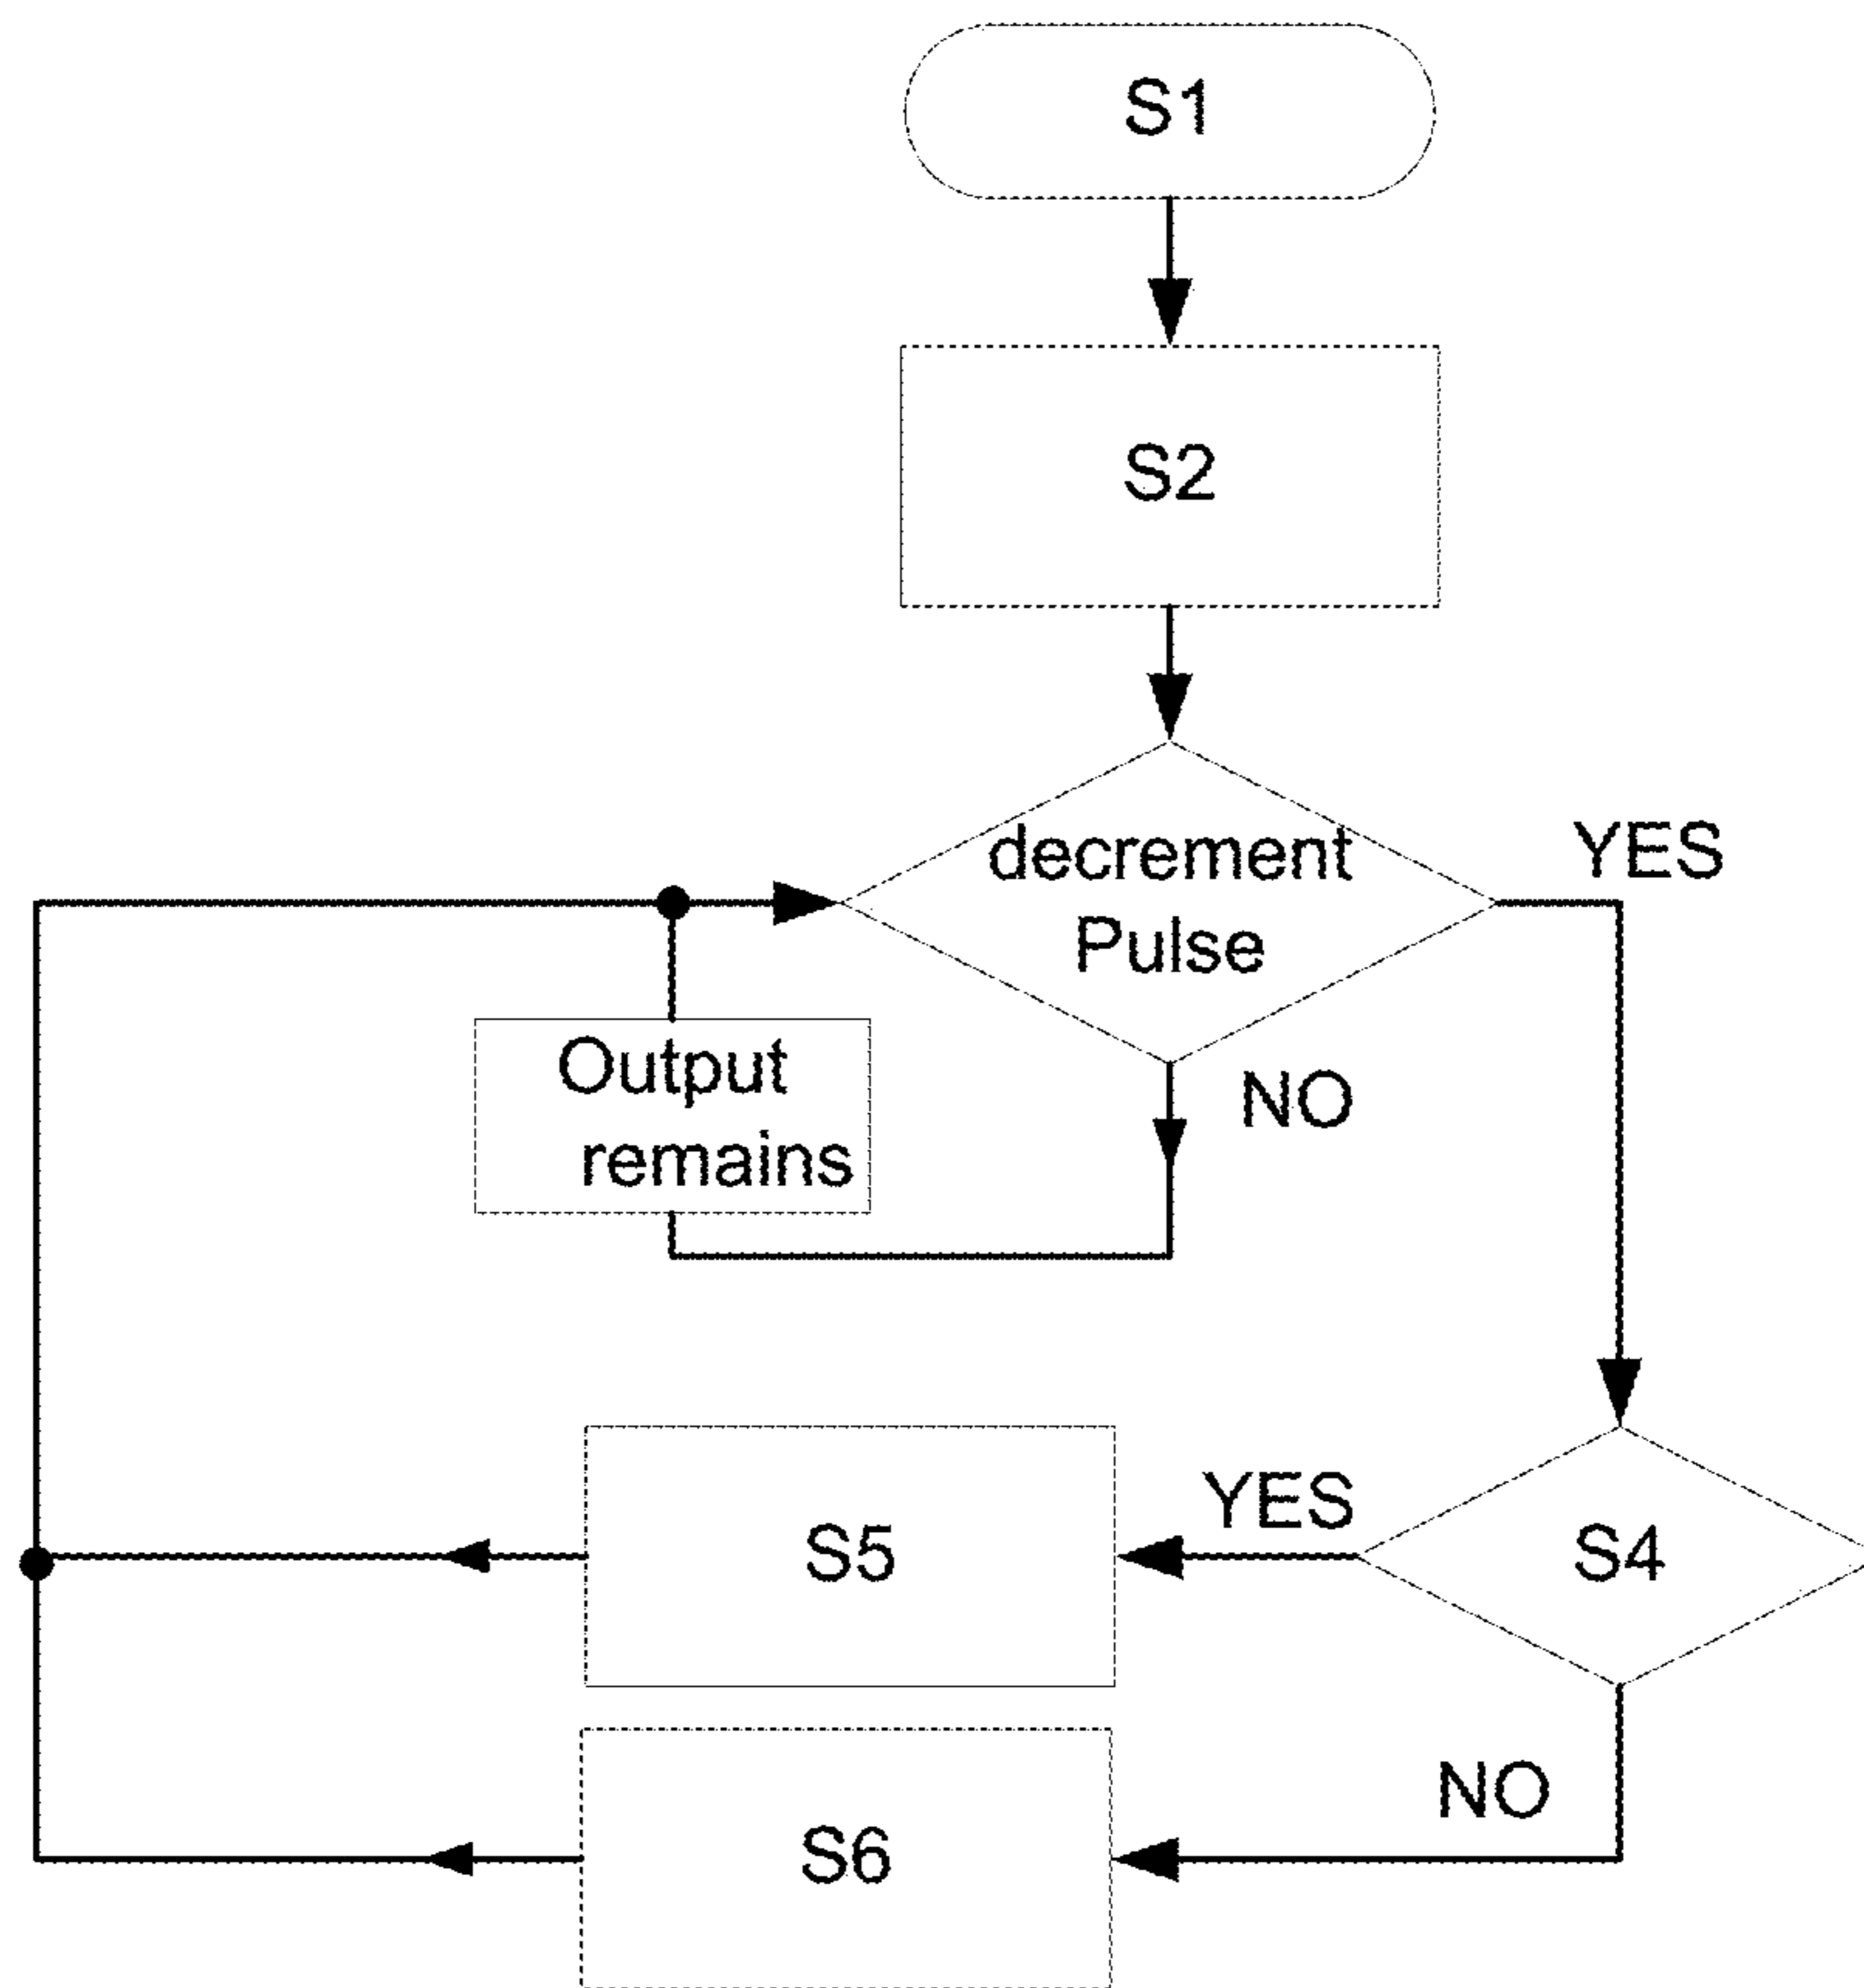 S1
S2
decrement
Pulse
YES
Output
remains
NO
YES
S5
S4
NO
S6